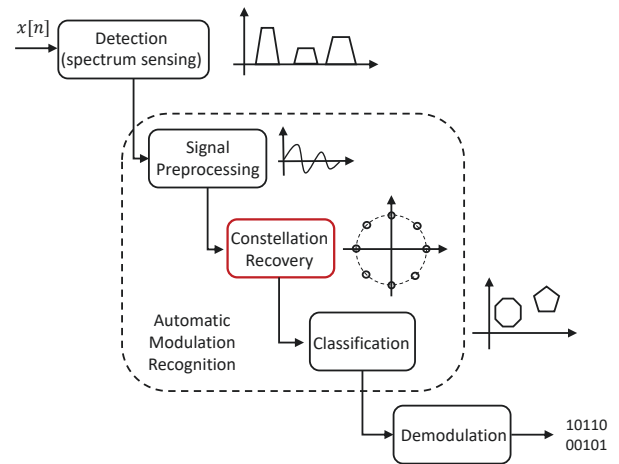 x[n]
Detection
(spectrum sensing)
Signal
Preprocessing
Constellation
Recovery
Automatic
Modulation
Recognition
Classification
Demodulation
10110
00101